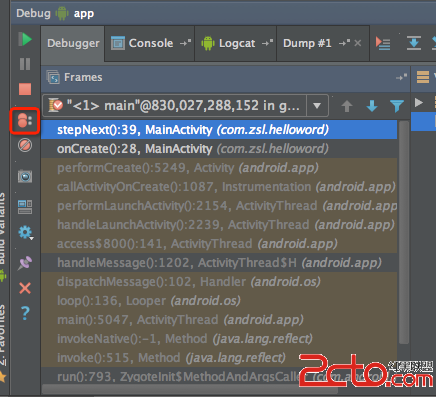 Debug app
Debugger Console Logcat Dump #1
Frames
"<1> main"@830,027,288,152 in g...
stepNext():39, MainActivity (com.zsl.helloword)
onCreate():28, MainActivity (com.zsl.helloword)
performCreate():5249, Activity (android.app)
callActivityOnCreate():1087, Instrumentation (android.app)
performLaunchActivity():2154, ActivityThread (android.app)
handleLaunchActivity():2239, ActivityThread (android.app)
access$800():141, ActivityThread (android.app)
handleMessage():1202, ActivityThread$H (android.app)
dispatchMessage():102, Handler (android.os)
loop():136, Looper (android.os)
main():5047, ActivityThread (android.app)
invokeNative():-1, Method (java.lang.reflect)
invoke():515, Method (java.lang.reflect)
run():793, ZygoteInit$MethodAndArgsCaller (com.android
Build Variants
2: Favorites
2cto.com